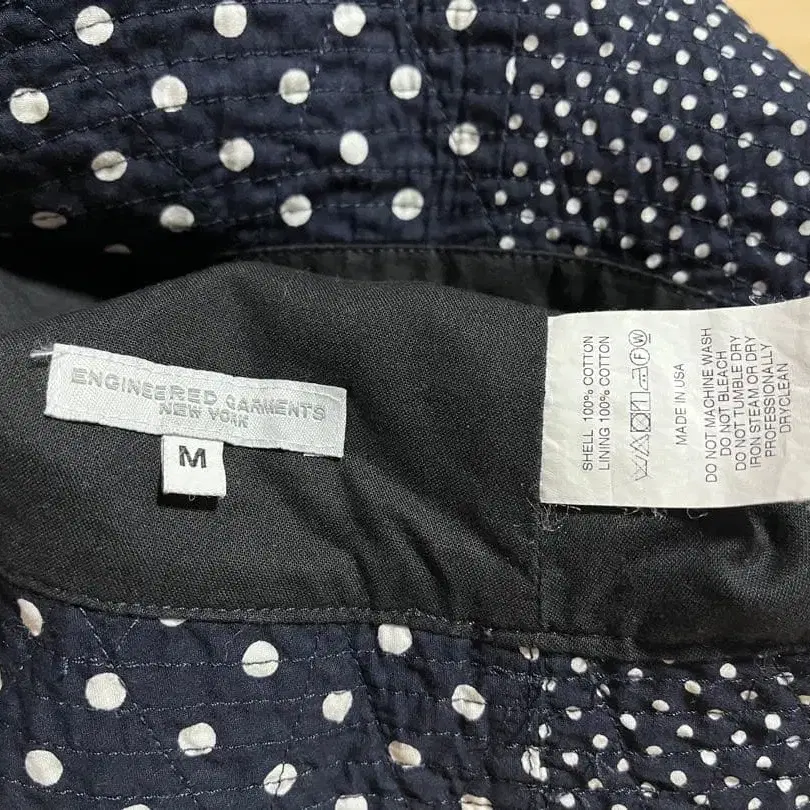 ENGINEERED GARMENTS
NEW YORK
M
SHELL 100% COTTON
LINING 100% COTTON
MADE IN USA
DO NOT MACHINE WASH
DO NOT BLEACH
DO NOT TUMBLE DRY
IRON STEAM OR DRY
PROFESSIONALLY
DRYCLEAN